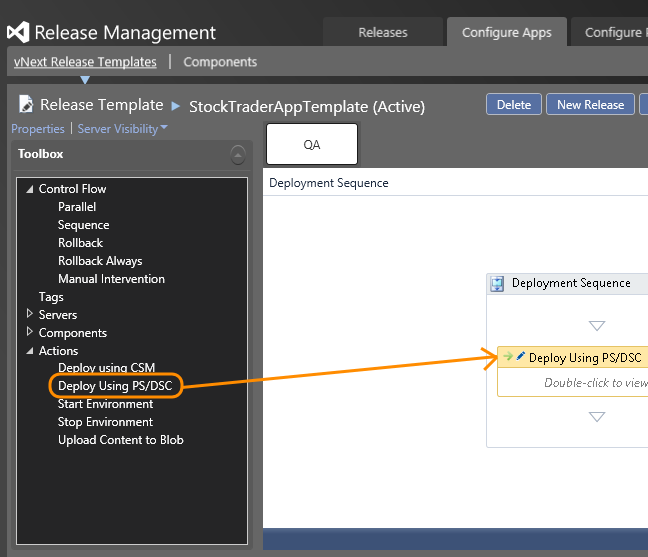 Release Management
Releases
Configure Apps
Configure
vNext Release Templates | Components
Release Template ▸ StockTraderAppTemplate (Active)
Delete
New Release
Properties | Server Visibility
Toolbox
Control Flow
Parallel
Sequence
Rollback
Rollback Always
Manual Intervention
Tags
Servers
Components
Actions
Deploy using CSM
Deploy Using PS/DSC
Start Environment
Stop Environment
Upload Content to Blob
QA
Deployment Sequence
Deployment Sequence
Deploy Using PS/DSC
Double-click to view